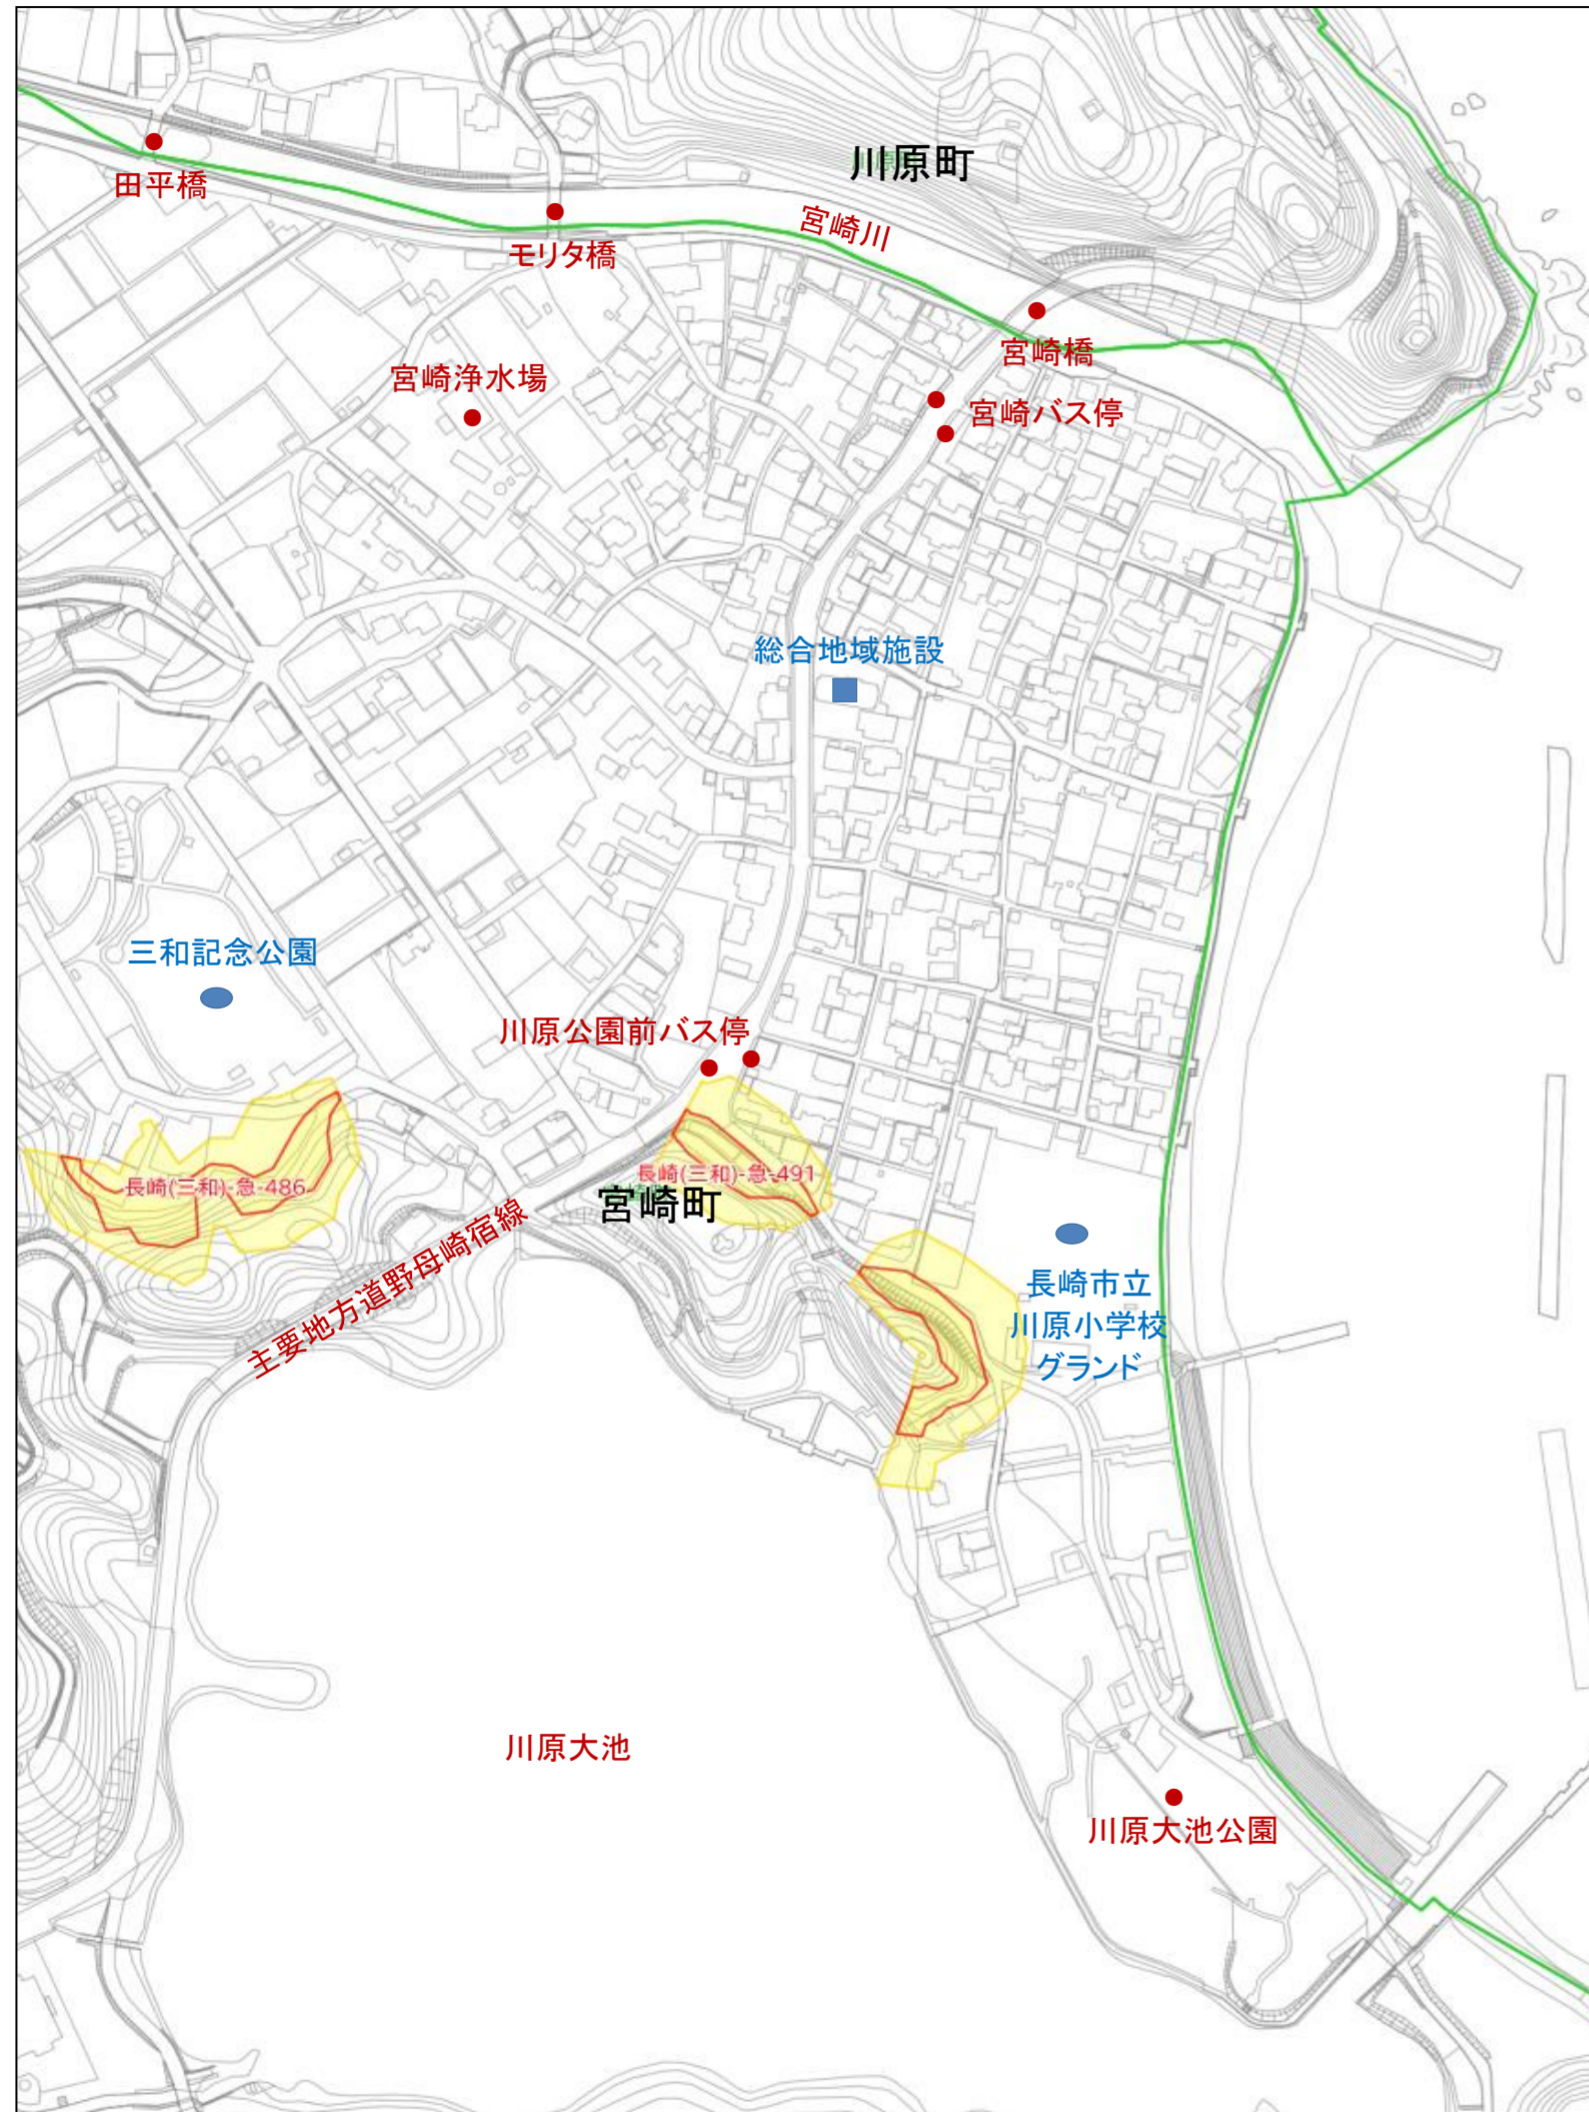 川原町
田平橋
宮崎川
モリタ橋
宮崎橋
宮崎浄水場
宮崎バス停
総合地域施設
三和記念公園
川原公園前バス停
長崎(三和)-急-486
長崎(三和)-急-491
宮崎町
主要地方道野母崎宿線
長崎市立
川原小学校
グランド
川原大池
川原大池公園